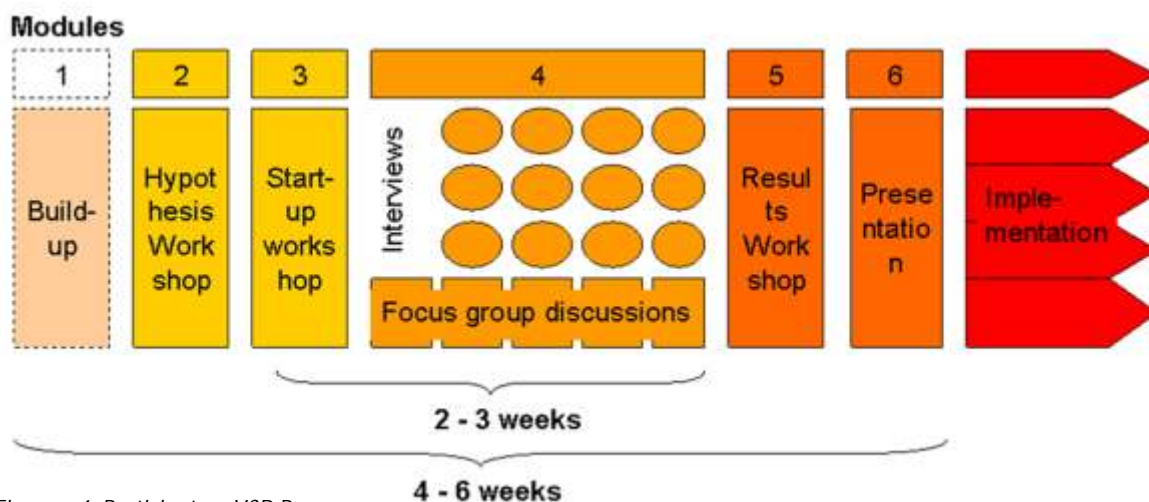 Modules
1
2
3
4
5
6
Build-
up
Hypot
hesis
Work
shop
Start-
up
works
hop
Interviews
Focus group discussions
Resul
ts
Work
shop
Prese
ntatio
n
Imple-
mentation
2 - 3 weeks
4 - 6 weeks